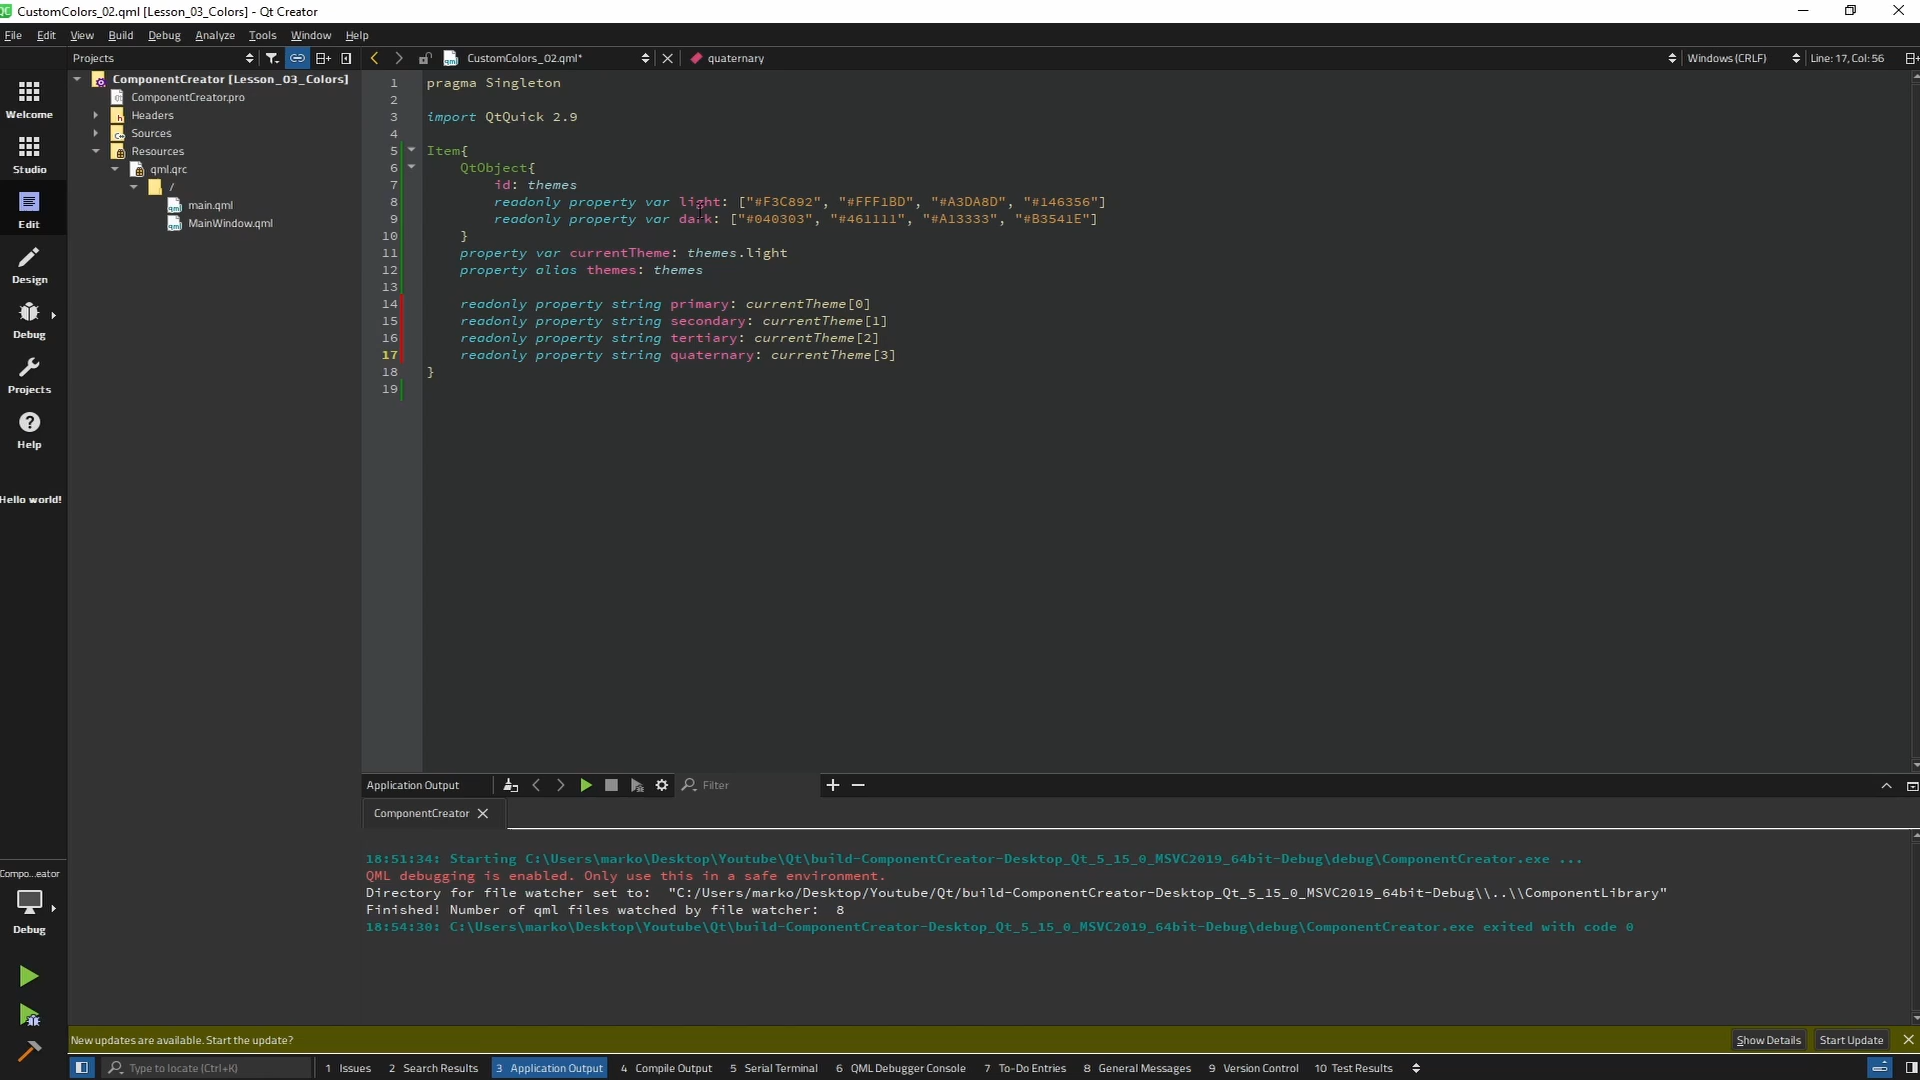 CustomColors_02.qml [Lesson_03_Colors] - Qt Creator
File Edit View Build Debug Analyze Tools Window Help
Projects CustomColors_02.qml* quaternary Windows (CRLF) Line: 17, Col: 56
Welcome
Studio
Edit
Design
Debug
Projects
Help
Hello world!
ComponentCreator [Lesson_03_Colors]
ComponentCreator.pro
Headers
Sources
Resources
qml.qrc
/
main.qml
MainWindow.qml
1 pragma Singleton
2
3 import QtQuick 2.9
4
5 Item{
6 QtObject{
7 id: themes
8 readonly property var light: ["#F3C892", "#FFF1BD", "#A3DA8D", "#146356"]
9 readonly property var dark: ["#040303", "#461111", "#A13333", "#B3541E"]
10 }
11 property var currentTheme: themes.light
12 property alias themes: themes
13
14 readonly property string primary: currentTheme[0]
15 readonly property string secondary: currentTheme[1]
16 readonly property string tertiary: currentTheme[2]
17 readonly property string quaternary: currentTheme[3]
18 }
19
Application Output Filter
ComponentCreator
18:51:34: Starting C:\Users\marko\Desktop\Youtube\Qt\build-ComponentCreator-Desktop_Qt_5_15_0_MSVC2019_64bit-Debug\debug\ComponentCreator.exe ...
QML debugging is enabled. Only use this in a safe environment.
Directory for file watcher set to: "C:/Users/marko/Desktop/Youtube/Qt/build-ComponentCreator-Desktop_Qt_5_15_0_MSVC2019_64bit-Debug\\..\\ComponentLibrary"
Finished! Number of qml files watched by file watcher: 8
18:54:30: C:\Users\marko\Desktop\Youtube\Qt\build-ComponentCreator-Desktop_Qt_5_15_0_MSVC2019_64bit-Debug\debug\ComponentCreator.exe exited with code 0
Compo...eator
Debug
New updates are available. Start the update? Show Details Start Update
Type to locate (Ctrl+K) 1 Issues 2 Search Results 3 Application Output 4 Compile Output 5 Serial Terminal 6 QML Debugger Console 7 To-Do Entries 8 General Messages 9 Version Control 10 Test Results